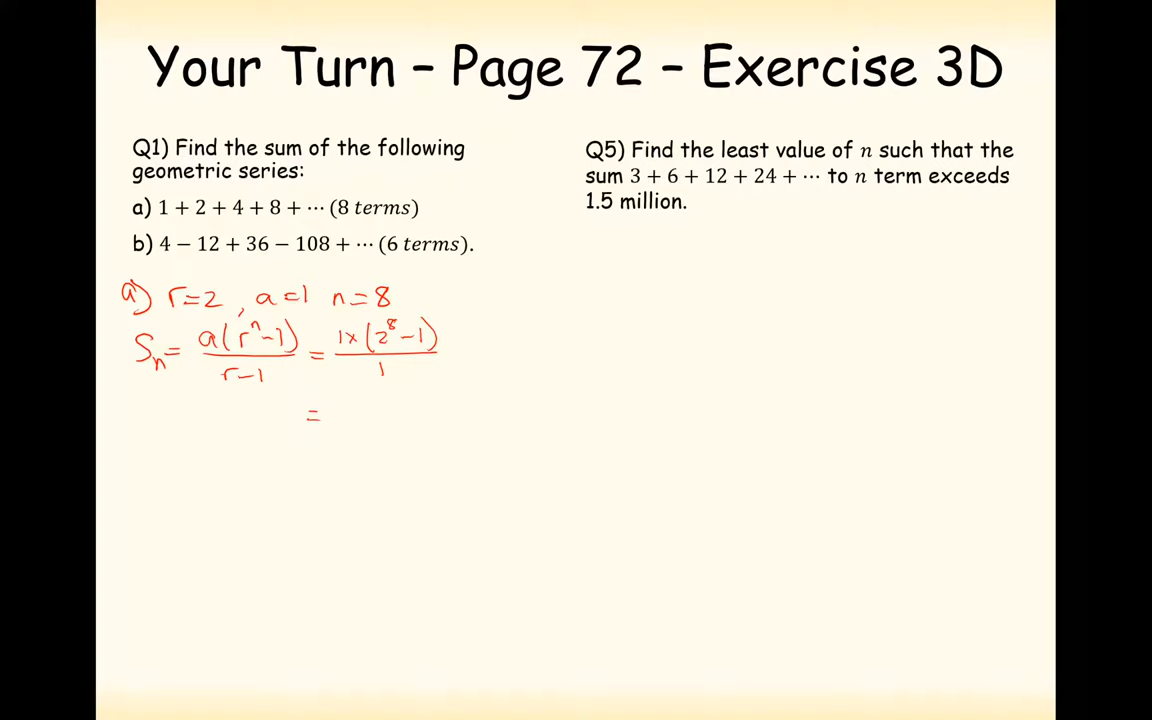 Your Turn – Page 72 – Exercise 3D
Q1) Find the sum of the following
geometric series:
a) 1 + 2 + 4 + 8 + ⋯ (8 terms)
b) 4 − 12 + 36 − 108 + ⋯ (6 terms).
a) r=2 , a=1 n=8
Sₙ = a(rⁿ−1)/(r−1) = 1×(2⁸−1)/1
=
Q5) Find the least value of n such that the
sum 3 + 6 + 12 + 24 + ⋯ to n term exceeds
1.5 million.